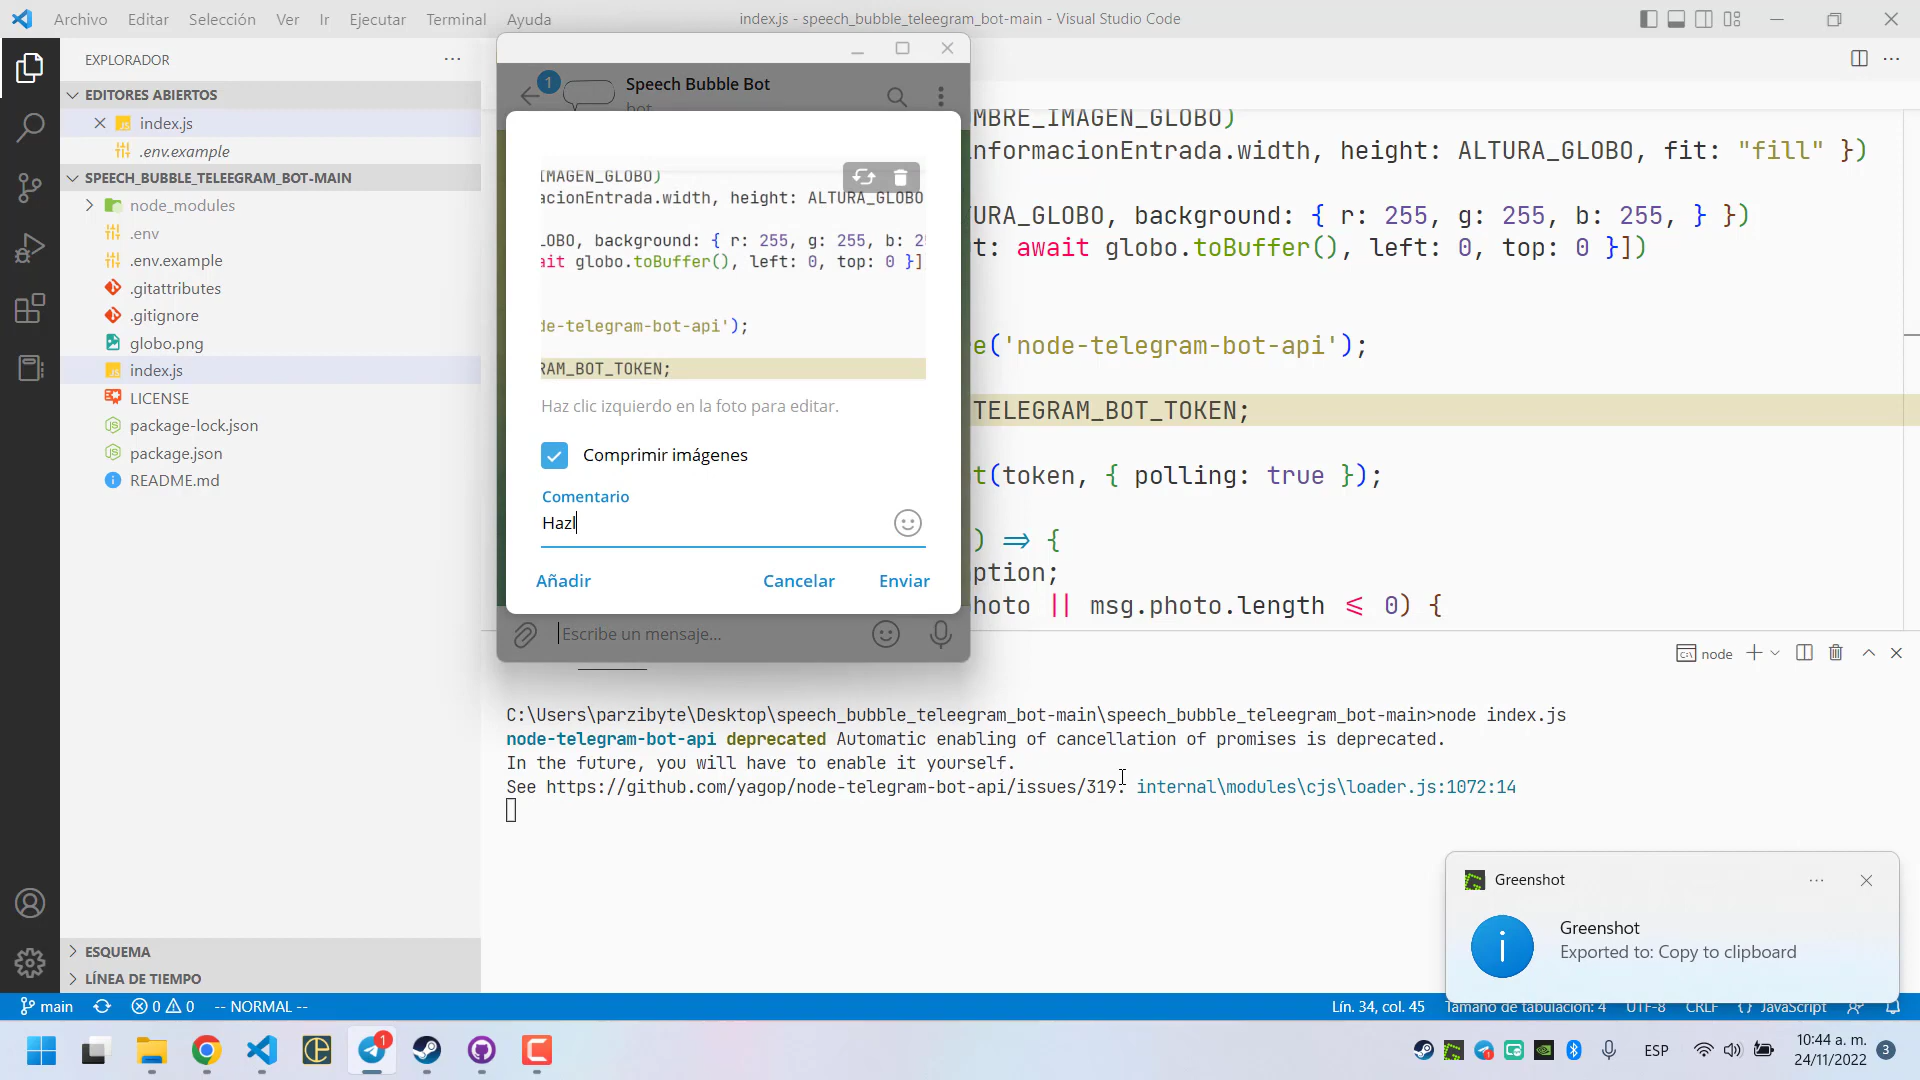 Archivo Editar Selección Ver Ir Ejecutar Terminal Ayuda
index.js - speech_bubble_teleegram_bot-main - Visual Studio Code
EXPLORADOR
EDITORES ABIERTOS
index.js
.env.example
SPEECH_BUBBLE_TELEEGRAM_BOT-MAIN
node_modules
.env
.env.example
.gitattributes
.gitignore
globo.png
index.js
LICENSE
package-lock.json
package.json
README.md
ESQUEMA
LÍNEA DE TIEMPO
1
Speech Bubble Bot
bot
IMAGEN_GLOBO)
acionEntrada.width, height: ALTURA_GLOBO
LOBO, background: { r: 255, g: 255, b: 2
ait globo.toBuffer(), left: 0, top: 0 }]
de-telegram-bot-api');
RAM_BOT_TOKEN;
Haz clic izquierdo en la foto para editar.
Comprimir imágenes
Comentario
Hazl
Añadir Cancelar Enviar
Escribe un mensaje...
MBRE_IMAGEN_GLOBO)
nformacionEntrada.width, height: ALTURA_GLOBO, fit: "fill" })
TURA_GLOBO, background: { r: 255, g: 255, b: 255, } })
t: await globo.toBuffer(), left: 0, top: 0 }])
e('node-telegram-bot-api');
TELEGRAM_BOT_TOKEN;
t(token, { polling: true });
) => {
ption;
hoto || msg.photo.length <= 0) {
node
C:\Users\parzibyte\Desktop\speech_bubble_teleegram_bot-main\speech_bubble_teleegram_bot-main>node index.js
node-telegram-bot-api deprecated Automatic enabling of cancellation of promises is deprecated.
In the future, you will have to enable it yourself.
See https://github.com/yagop/node-telegram-bot-api/issues/319. internal\modules\cjs\loader.js:1072:14
Greenshot
Greenshot
Exported to: Copy to clipboard
main 0 0 -- NORMAL --
Lín. 34, col. 45 Tamaño de tabulación: 4 UTF-8 CRLF {} JavaScript
1
ESP
10:44 a. m.
24/11/2022
3